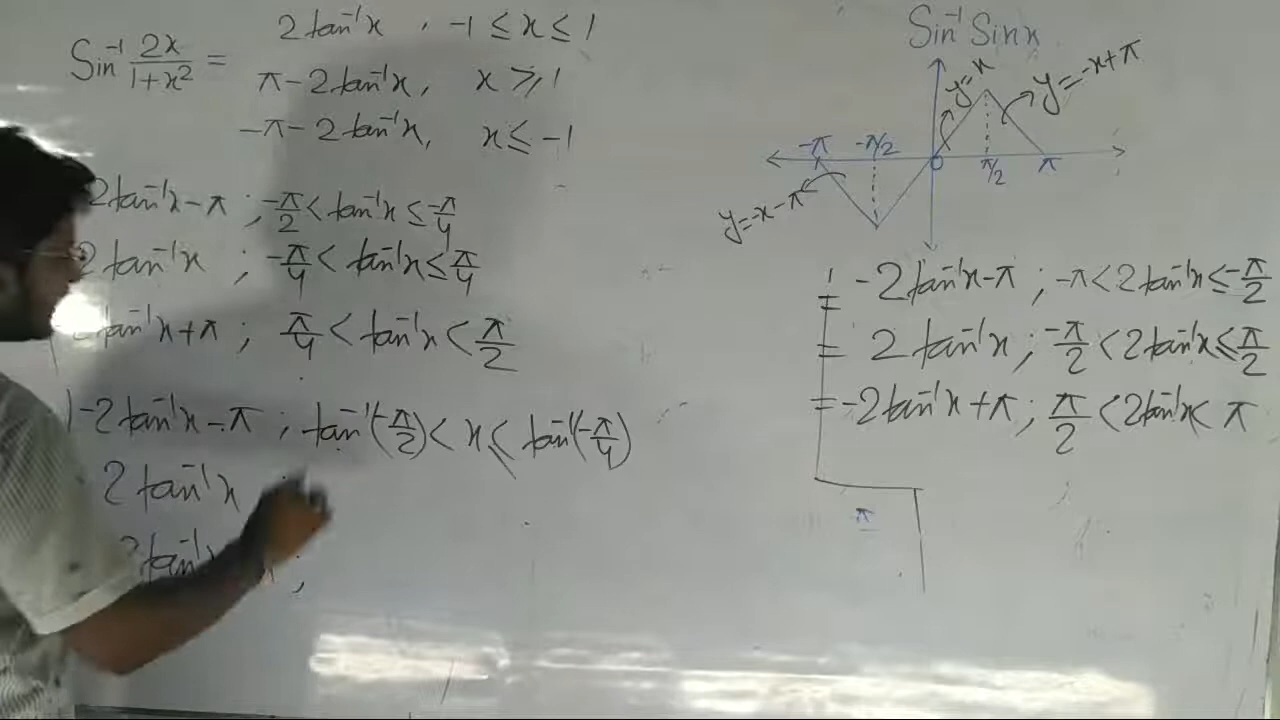 Sin⁻¹ 2x/(1+x²) = 2tan⁻¹x , -1 ≤ x ≤ 1
π-2tan⁻¹x, x ≥ 1
-π-2tan⁻¹x, x ≤ -1
2tan⁻¹x-π ; -π/2 < tan⁻¹x ≤ -π/4
2tan⁻¹x ; -π/4 < tan⁻¹x ≤ π/4
tan⁻¹x+π ; π/4 < tan⁻¹x < π/2
-2tan⁻¹x-π ; tan⁻¹(-π/2) < x ≤ tan⁻¹(-π/4)
2tan⁻¹x
2tan⁻¹x ;
Sin⁻¹ Sinx
y=x
y=-x+π
-π -π/2 0 π/2 π
y=-x-π
= -2tan⁻¹x-π ; -π < 2tan⁻¹x ≤ -π/2
= 2tan⁻¹x ; -π/2 < 2tan⁻¹x ≤ π/2
= -2tan⁻¹x+π ; π/2 < 2tan⁻¹x < π
π